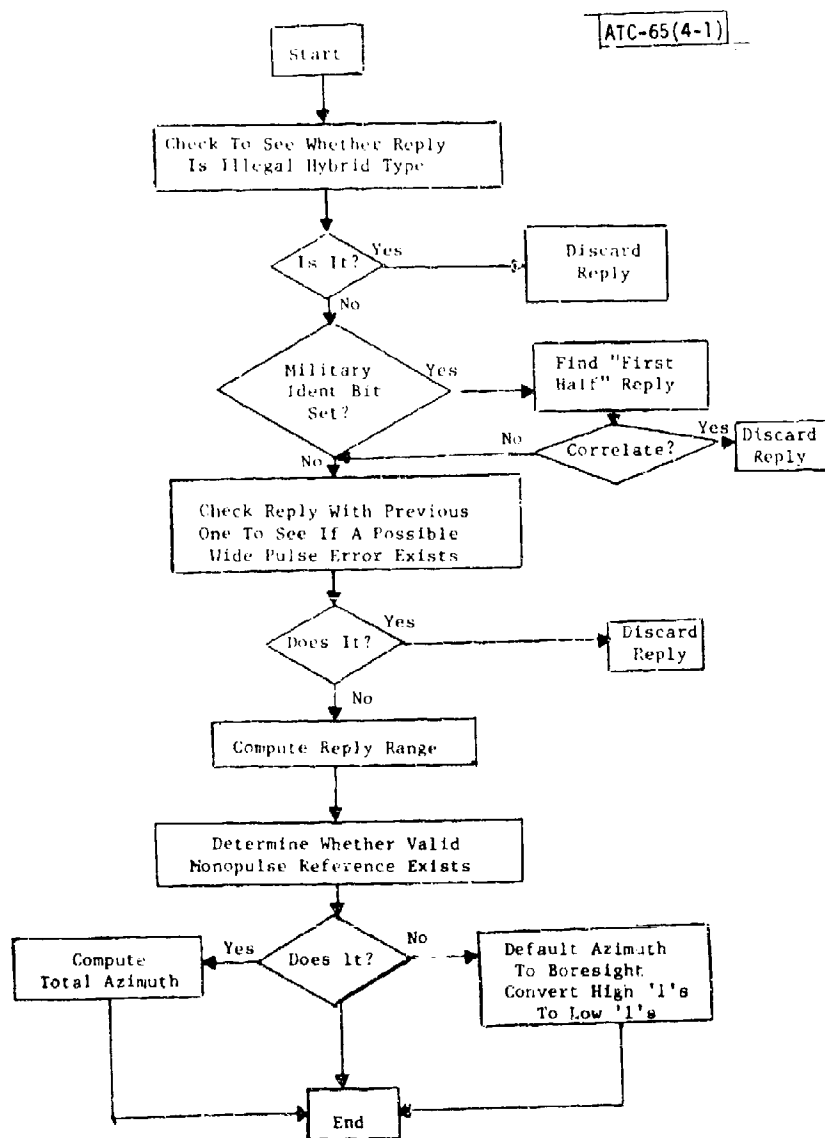 ATC-65(4-1)
Start
Check To See Whether Reply
Is Illegal Hybrid Type
Is It?
Yes
Discard
Reply
No
Military
Ident Bit
Set?
Yes
Find "First
Half" Reply
No
Correlate?
Yes
Discard
Reply
No
Check Reply With Previous
One To See If A Possible
Wide Pulse Error Exists
Does It?
Yes
Discard
Reply
No
Compute Reply Range
Determine Whether Valid
Monopulse Reference Exists
Does It?
Yes
Compute
Total Azimuth
No
Default Azimuth
To Boresight
Convert High '1's
To Low '1's
End